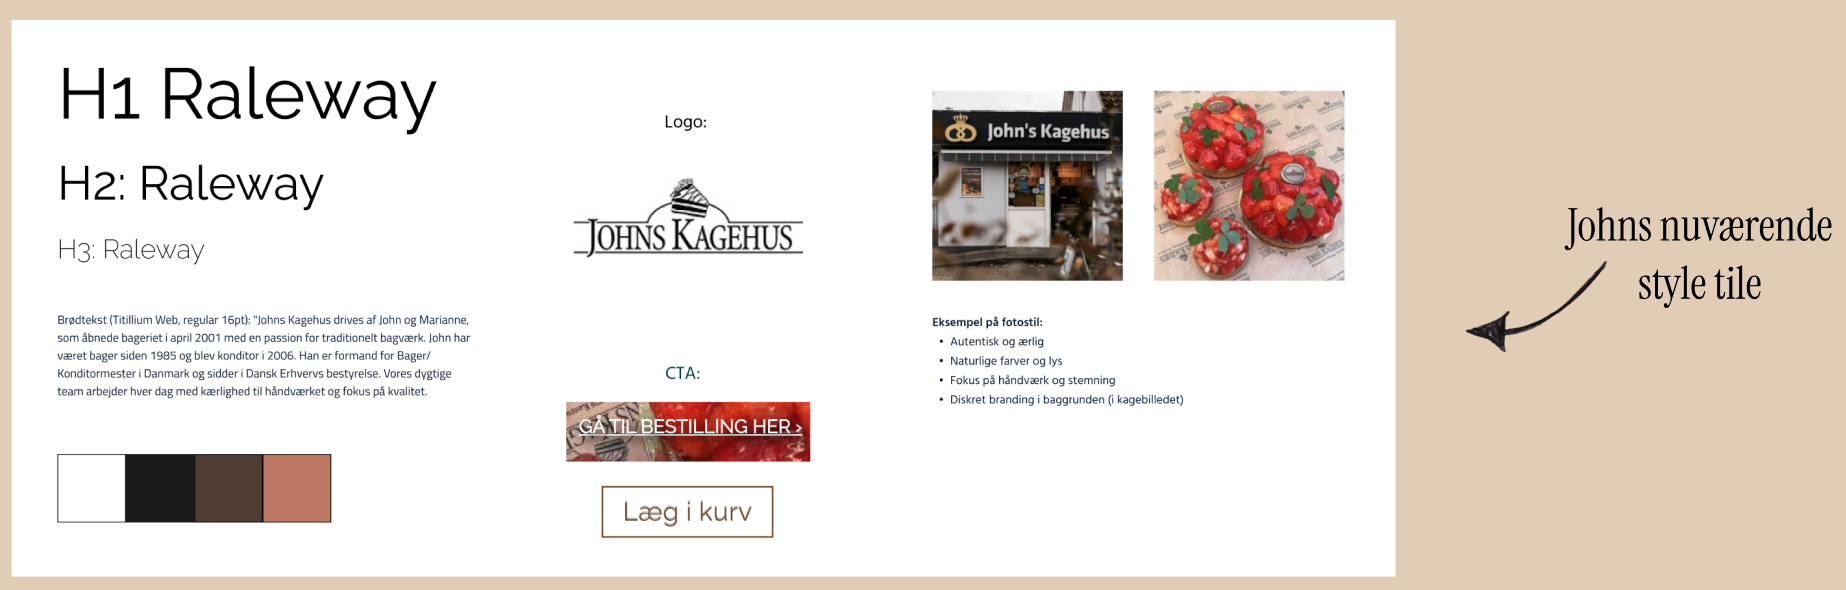 H1 Raleway
H2: Raleway
H3: Raleway
Brødtekst (Titillium Web, regular 16pt): "Johns Kagehus drives af John og Marianne,
som åbnede bageriet i april 2001 med en passion for traditionelt bagværk. John har
været bager siden 1985 og blev konditor i 2006. Han er formand for Bager/
Konditormester i Danmark og sidder i Dansk Erhvervs bestyrelse. Vores dygtige
team arbejder hver dag med kærlighed til håndværket og fokus på kvalitet.
Logo:
JOHNS KAGEHUS
CTA:
GÅ TIL BESTILLING HER >
Læg i kurv
John's Kagehus
Eksempel på fotostil:
• Autentisk og ærlig
• Naturlige farver og lys
• Fokus på håndværk og stemning
• Diskret branding i baggrunden (i kagebilledet)
Johns nuværende
style tile